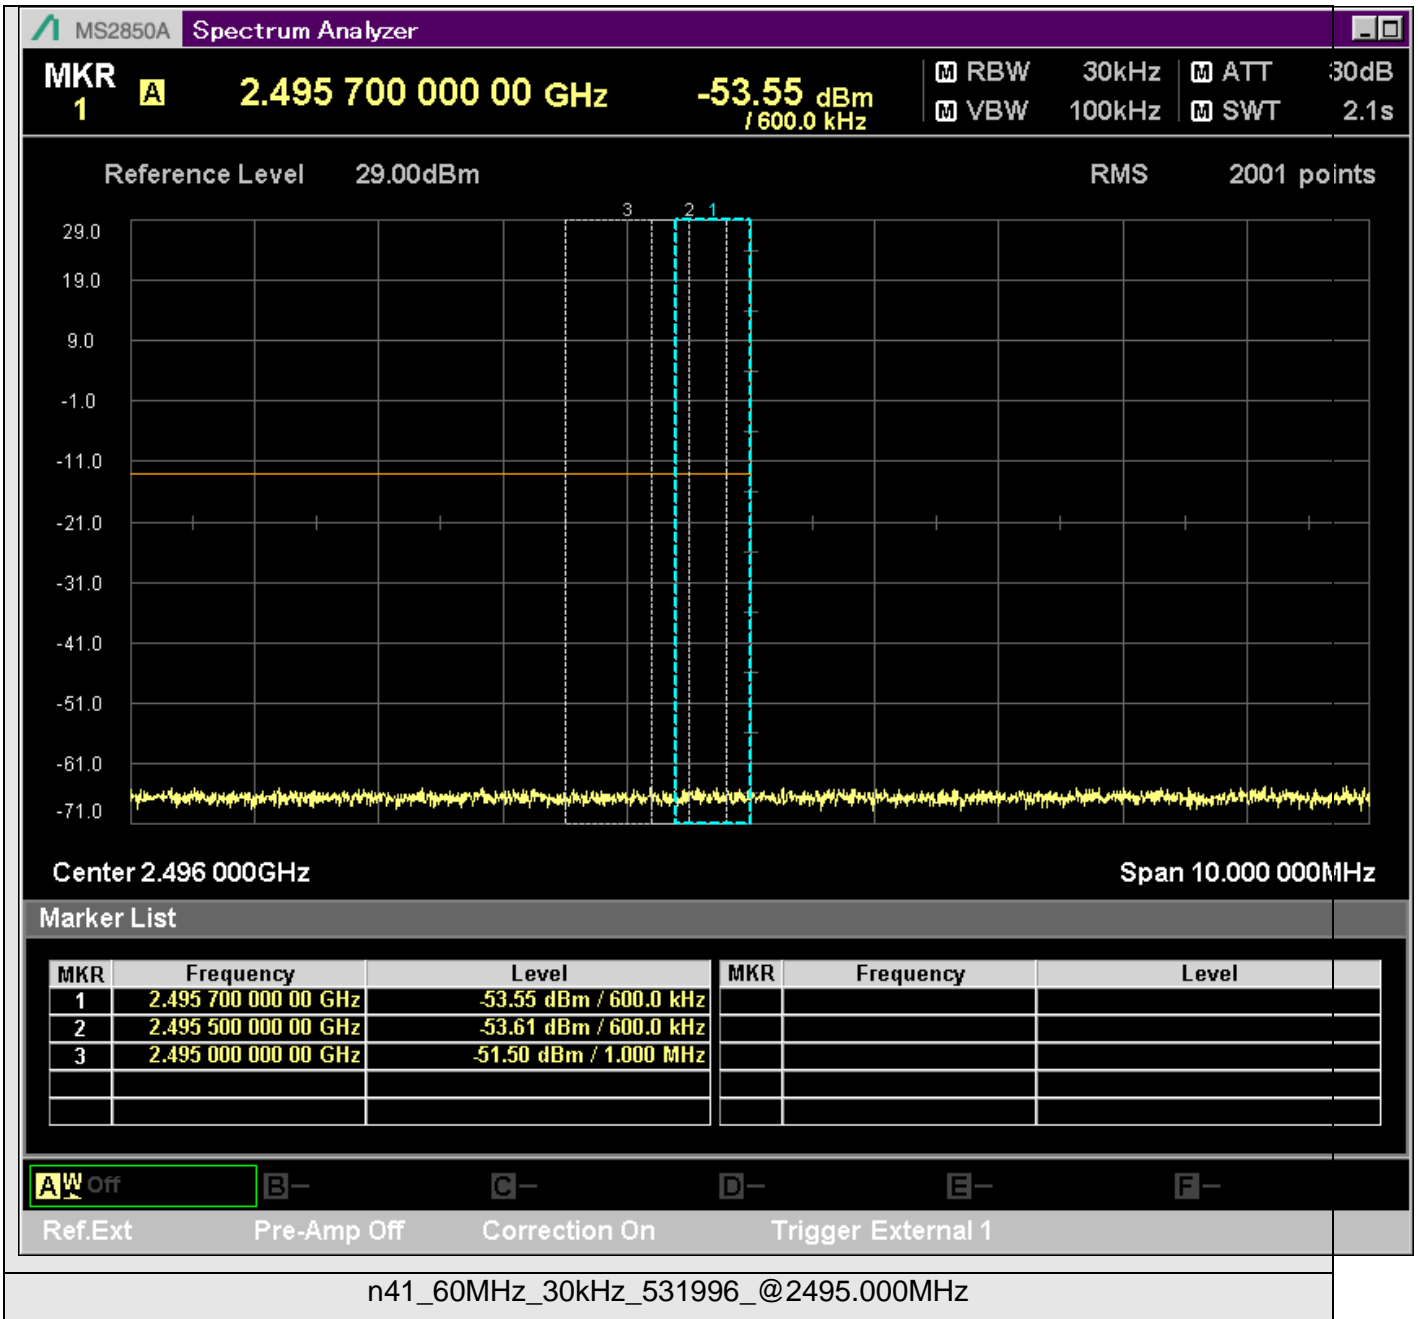 MS2850A Spectrum Analyzer
MKR 1 A 2.495 700 000 00 GHz -53.55 dBm / 600.0 kHz
M RBW 30kHz M ATT 30dB
M VBW 100kHz M SWT 2.1s
Reference Level 29.00dBm RMS 2001 points
3 2 1
29.0
19.0
9.0
-1.0
-11.0
-21.0
-31.0
-41.0
-51.0
-61.0
-71.0
Center 2.496 000GHz Span 10.000 000MHz
Marker List
MKR Frequency Level MKR Frequency Level
1 2.495 700 000 00 GHz -53.55 dBm / 600.0 kHz
2 2.495 500 000 00 GHz -53.61 dBm / 600.0 kHz
3 2.495 000 000 00 GHz -51.50 dBm / 1.000 MHz
A W Off B C D E F
Ref.Ext Pre-Amp Off Correction On Trigger External 1
n41_60MHz_30kHz_531996_@2495.000MHz